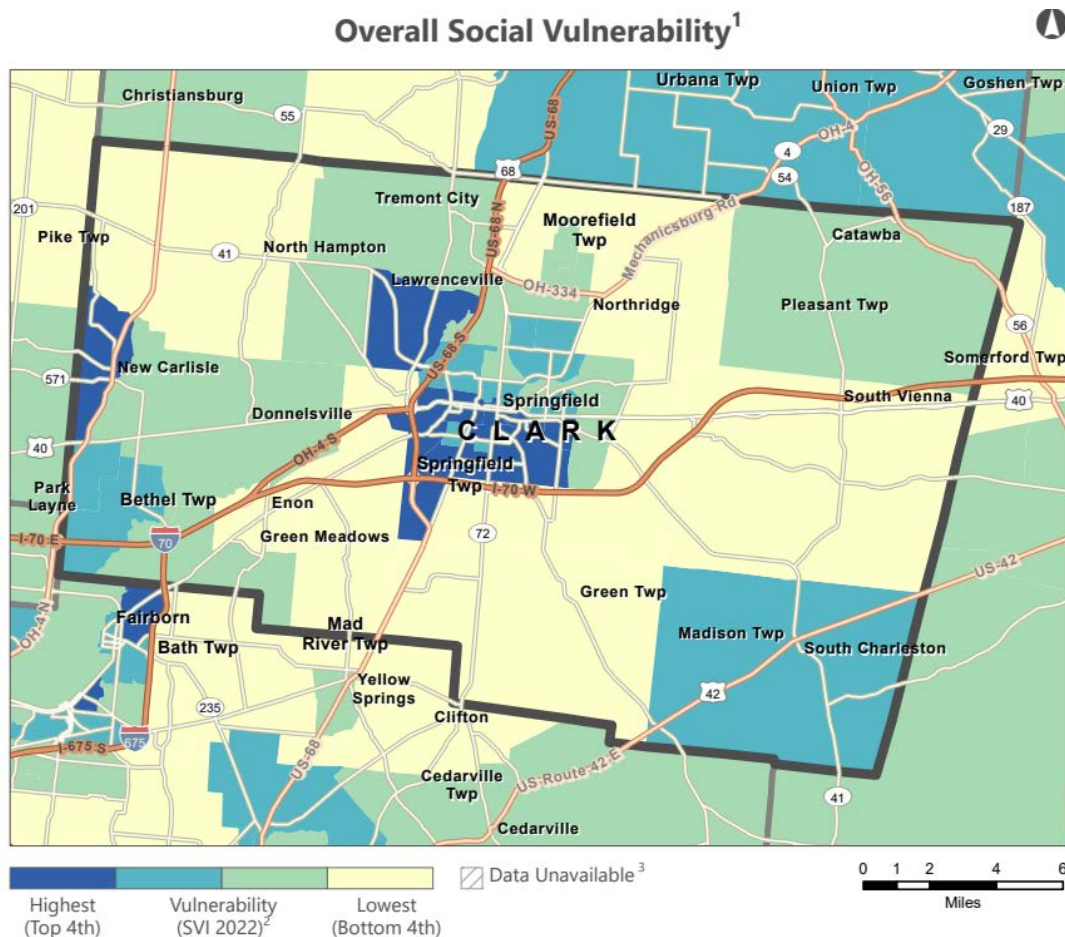 Overall Social Vulnerability1
Urbana Twp
Union Twp
Goshen Twp
Christiansburg
55
US-68
OH-4
4
29
68
54
OH-56
187
201
Tremont City
Pike Twp
US-68 N
Moorefield
Twp
Mechanicsburg Rd
Catawba
41
North Hampton
Lawrenceville
OH-334
Northridge
Pleasant Twp
56
New Carlisle
US-68 S
Somerford Twp
571
Donnelsville
Springfield
South Vienna
40
40
CLARK
OH-4 S
Springfield
Twp
I-70 W
Park
Layne
Bethel Twp
Enon
I-70 E
70
Green Meadows
72
US-42
OH-4 N
Fairborn
Green Twp
Bath Twp
Mad
River Twp
Madison Twp
South Charleston
Yellow
Springs
42
235
Clifton
675
I-675 S
US-68
Cedarville
Twp
US Route 42 E
41
Cedarville
Highest
(Top 4th)
Vulnerability
(SVI 2022)2
Lowest
(Bottom 4th)
Data Unavailable3
0 1 2 4 6
Miles